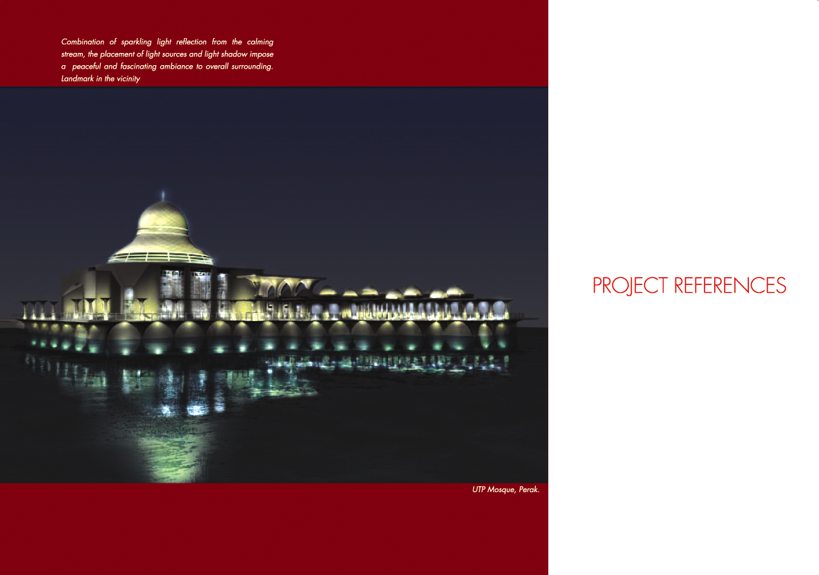 Combination of sparkling light reflection from the calming
stream, the placement of light sources and light shadow impose
a peaceful and fascinating ambiance to overall surrounding.
Landmark in the vicinity
PROJECT REFERENCES
UTP Mosque, Perak.